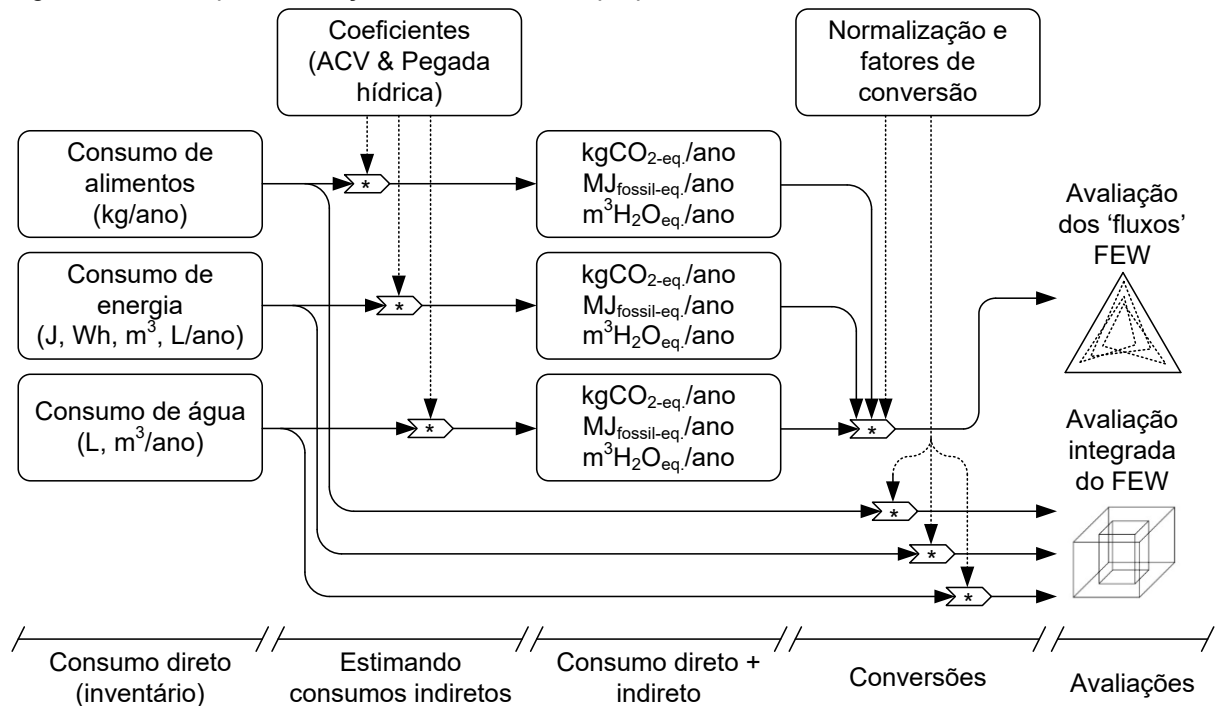 Coeficientes
(ACV & Pegada
hídrica)
Normalização e
fatores de
conversão
Consumo de
alimentos
(kg/ano)
*
kgCO2-eq./ano
MJfossil-eq./ano
m³H2Oeq./ano
Avaliação
dos ‘fluxos’
FEW
Consumo de
energia
(J, Wh, m³, L/ano)
*
kgCO2-eq./ano
MJfossil-eq./ano
m³H2Oeq./ano
Consumo de água
(L, m³/ano)
*
kgCO2-eq./ano
MJfossil-eq./ano
m³H2Oeq./ano
*
Avaliação
integrada
do FEW
*
*
*
Consumo direto
(inventário)
Estimando
consumos indiretos
Consumo direto +
indireto
Conversões
Avaliações